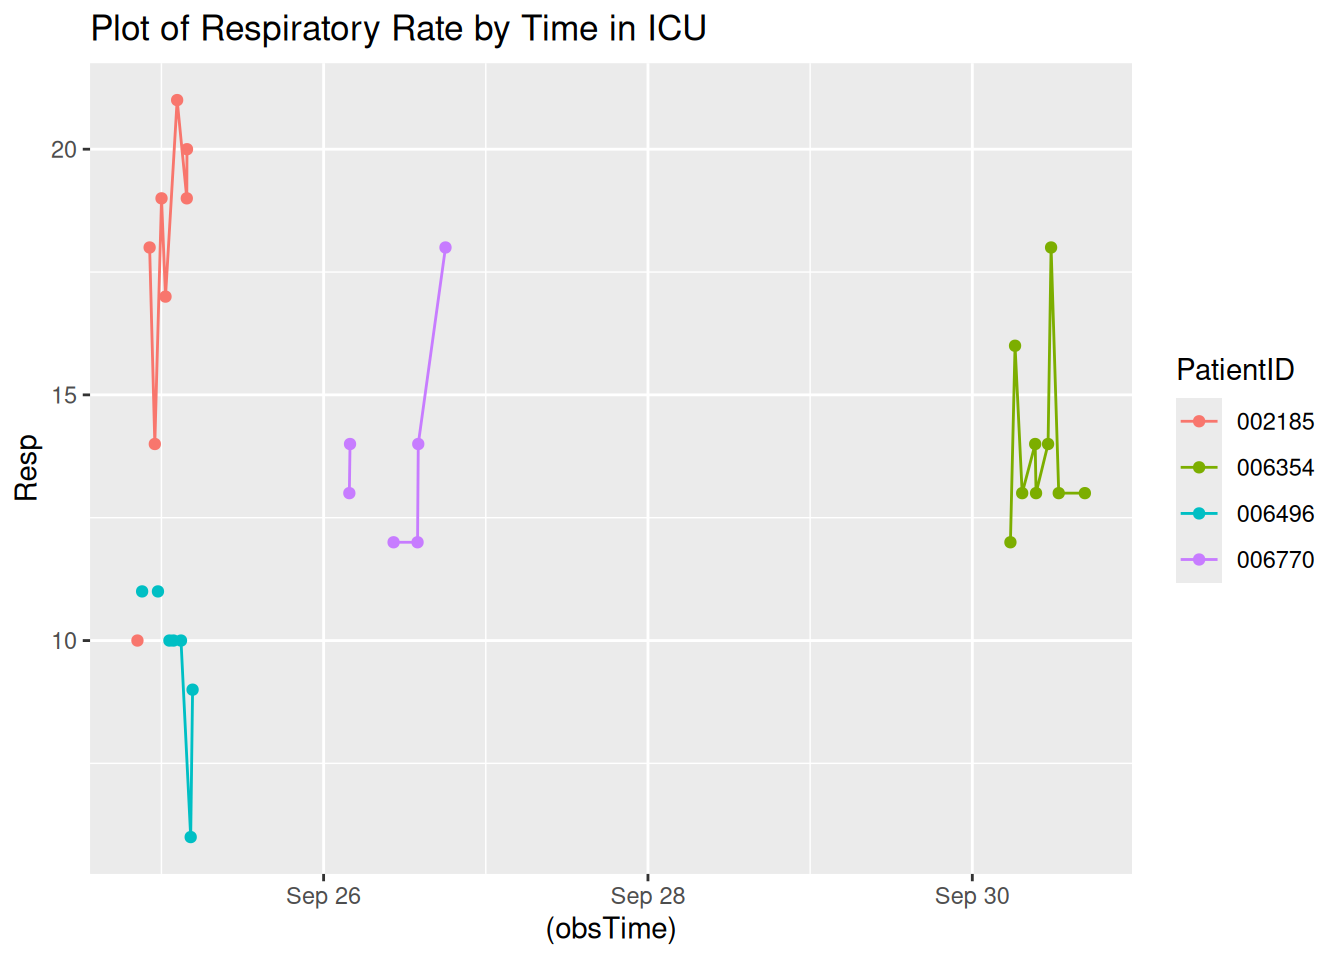 Plot of Respiratory Rate by Time in ICU
20
15
10
Resp
Sep 26
Sep 28
Sep 30
(obsTime)
PatientID
002185
006354
006496
006770